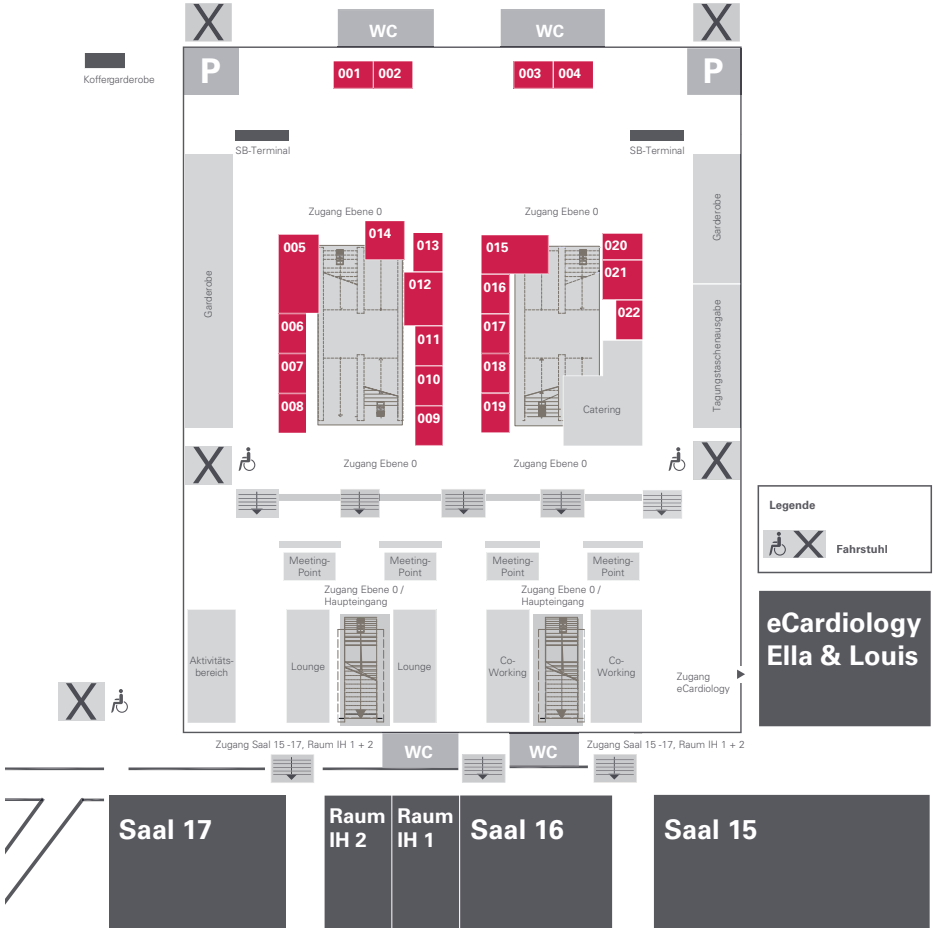 WC
WC
Koffergarderobe
P
001
002
003
004
P
SB-Terminal
SB-Terminal
Garderobe
Garderobe
Tagungstaschenausgabe
Zugang Ebene 0
Zugang Ebene 0
005
014
013
012
006
011
007
010
008
009
015
020
021
016
022
017
018
019
Catering
Zugang Ebene 0
Zugang Ebene 0
Legende
Fahrstuhl
Meeting-
Point
Meeting-
Point
Meeting-
Point
Meeting-
Point
Zugang Ebene 0 /
Haupteingang
Zugang Ebene 0 /
Haupteingang
Aktivitäts-
bereich
Lounge
Lounge
Co-
Working
Co-
Working
Zugang
eCardiology
eCardiology
Ella & Louis
Zugang Saal 15 -17, Raum IH 1 + 2
WC
WC
Zugang Saal 15 -17, Raum IH 1 + 2
Saal 17
Raum
IH 2
Raum
IH 1
Saal 16
Saal 15